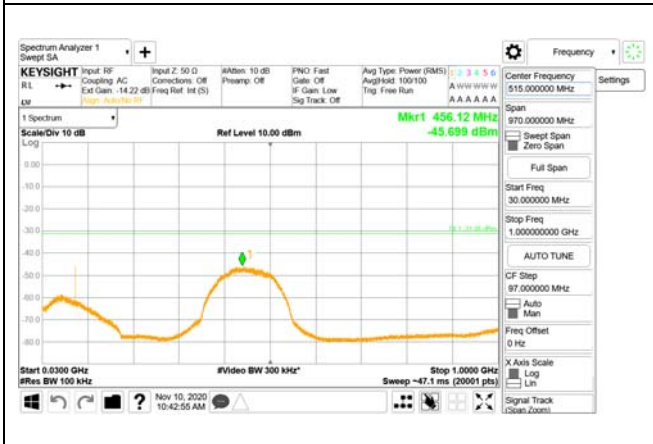 Spectrum Analyzer 1
Swept SA
Frequency
KEYSIGHT
RL
Input: RF
Coupling: AC
Ext Gain: -14.22 dB
Align: Auto/No RF
Input Z: 50 Ω
Corrections: Off
Freq Ref: Int (S)
#Atten: 10 dB
Preamp: Off
PNO: Fast
Gate: Off
IF Gain: Low
Sig Track: Off
Avg Type: Power (RMS)
Avg|Hold: 100/100
Trig: Free Run
1 2 3 4 5 6
A W W W W W
A A A A A A
1 Spectrum
Scale/Div 10 dB
Log
Ref Level 10.00 dBm
Mkr1 456.12 MHz
-45.699 dBm
0.00
-10.0
-20.0
-30.0
-40.0
-50.0
-60.0
-70.0
-80.0
1
Start 0.0300 GHz
#Res BW 100 kHz
#Video BW 300 kHz*
Stop 1.0000 GHz
Sweep ~47.1 ms (20001 pts)
Nov 10, 2020
10:42:55 AM
Center Frequency
515.000000 MHz
Settings
Span
970.000000 MHz
Swept Span
Zero Span
Full Span
Start Freq
30.000000 MHz
Stop Freq
1.000000000 GHz
AUTO TUNE
CF Step
97.000000 MHz
Auto
Man
Freq Offset
0 Hz
X Axis Scale
Log
Lin
Signal Track
(Span Zoom)